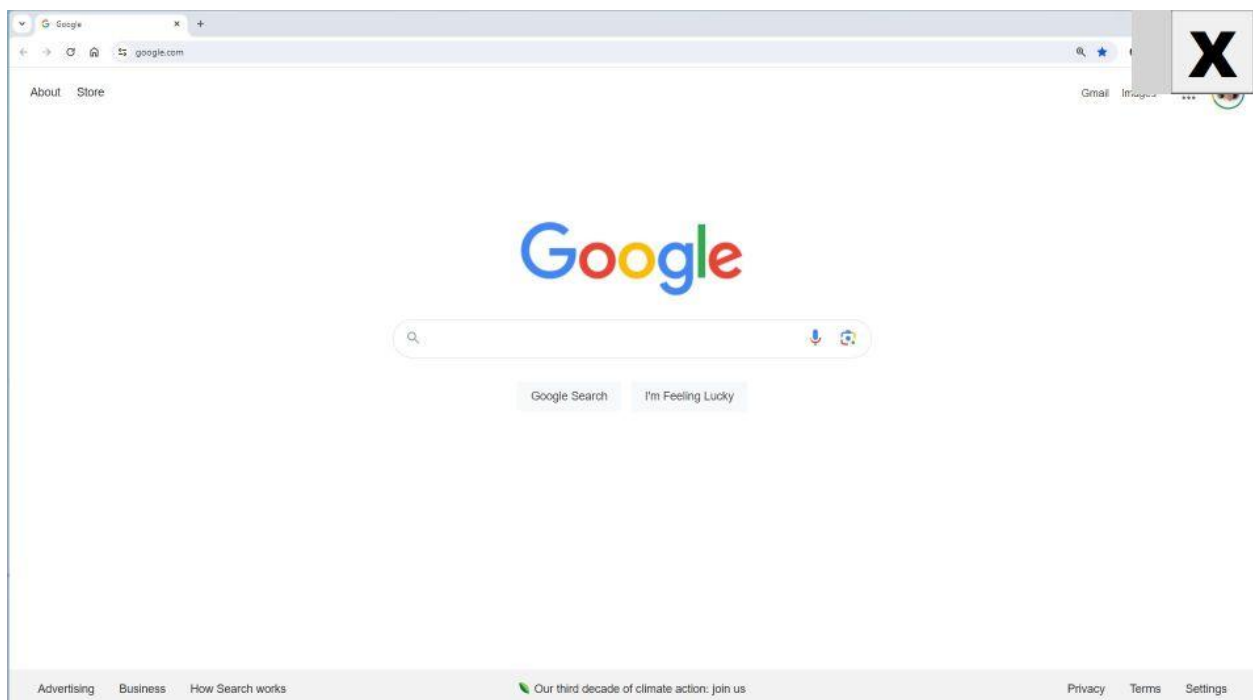 G Google × +
google.com
X
About Store
Gmail Images
Google
Google Search I'm Feeling Lucky
Advertising Business How Search works
Our third decade of climate action: join us
Privacy Terms Settings